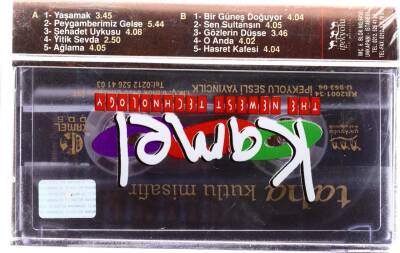 A 1- Yaşamak 3.45
2- Peygamberimiz Gelse 5.44
3- Şehadet Uykusu 4.08
4- Yitik Sevda 2.50
5- Ağlama 4.05
B 1- Bir Güneş Doğuyor 4.04
2- Sen Sultansın 4.05
3- Gözlerin Düşse 3.46
4- O Anda 4.02
5- Hasret Kafesi 4.04
ipekyolu
taha kutlu misafir
Kamel
THE NEWEST TECHNOLOGY
İPEKYOLU SESLİ YAYINCILIK
Tel:0212 526 41 03